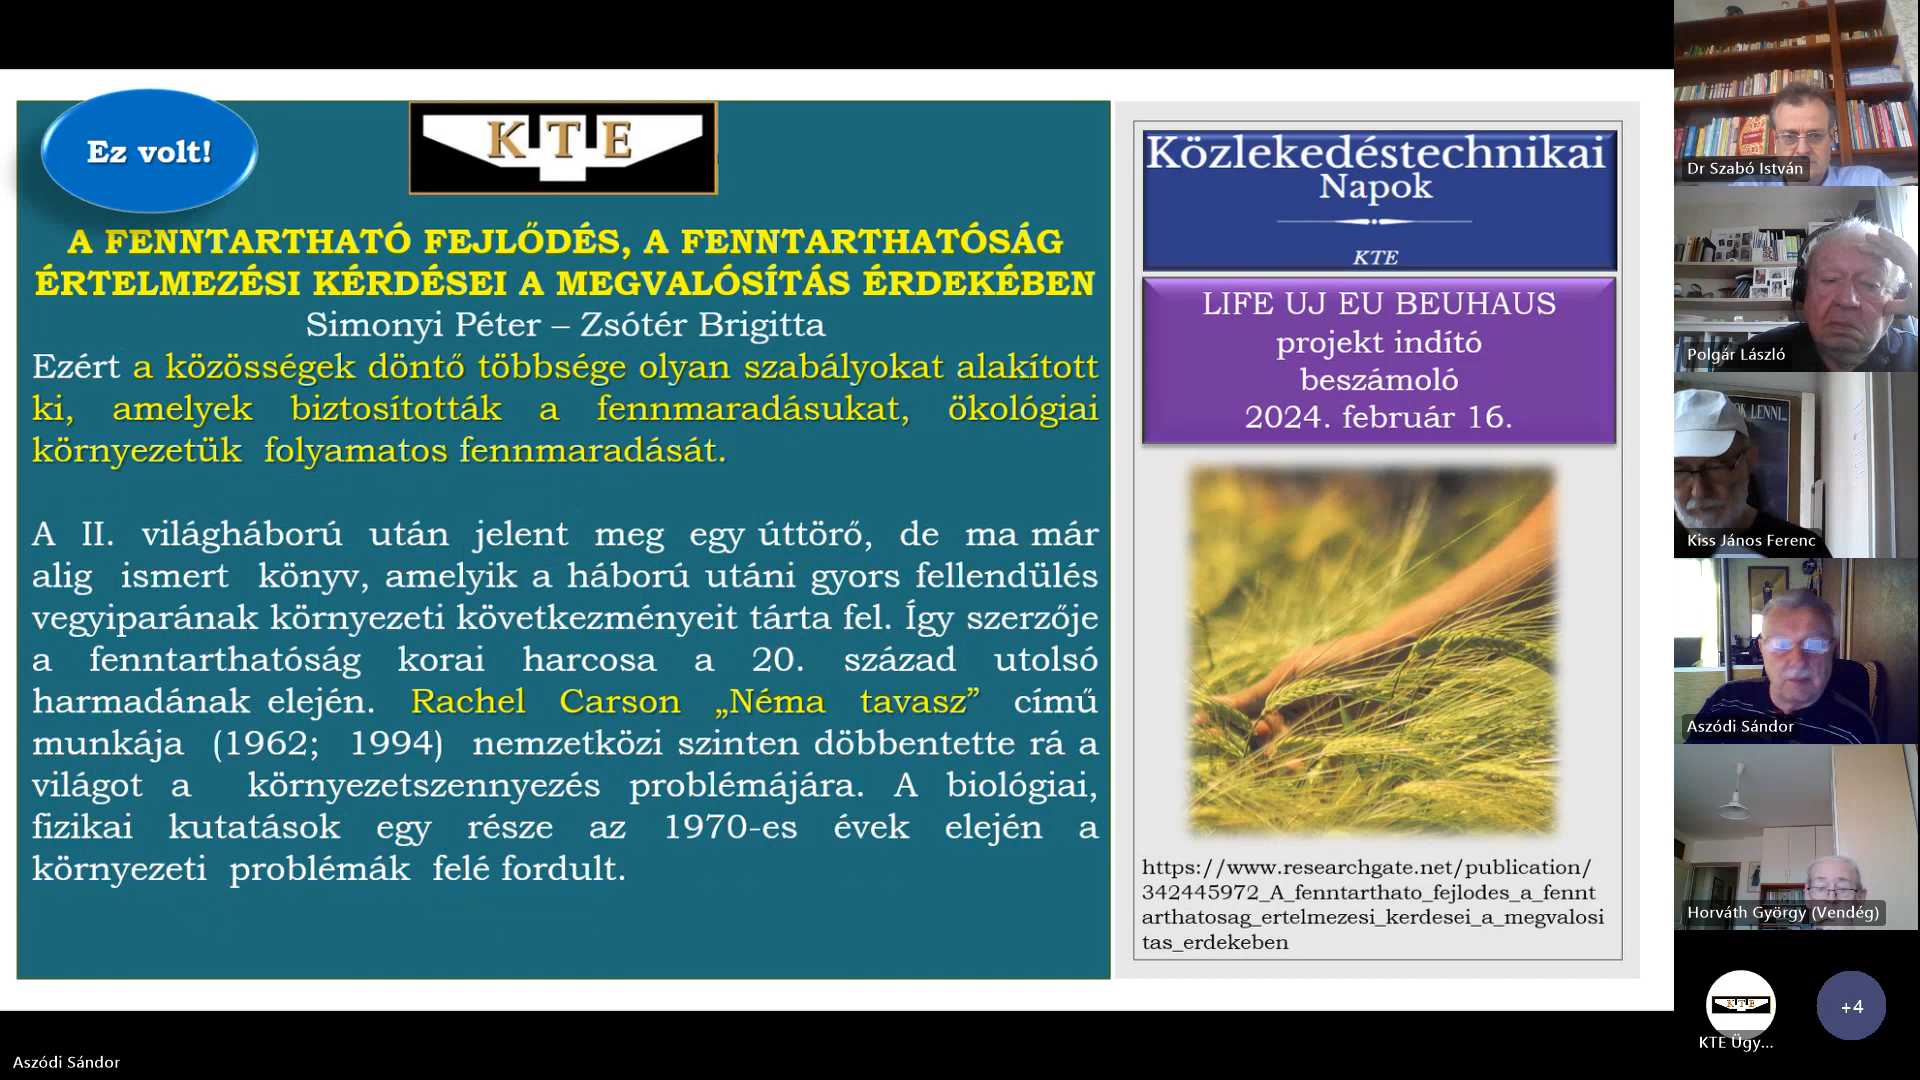 Ez volt!
K T E
A FENNTARTHATÓ FEJLŐDÉS, A FENNTARTHATÓSÁG
ÉRTELMEZÉSI KÉRDÉSEI A MEGVALÓSÍTÁS ÉRDEKÉBEN
Simonyi Péter – Zsótér Brigitta
Ezért a közösségek döntő többsége olyan szabályokat alakított
ki, amelyek biztosították a fennmaradásukat, ökológiai
környezetük folyamatos fennmaradását.
A II. világháború után jelent meg egy úttörő, de ma már
alig ismert könyv, amelyik a háború utáni gyors fellendülés
vegyiparának környezeti következményeit tárta fel. Így szerzője
a fenntarthatóság korai harcosa a 20. század utolsó
harmadának elején. Rachel Carson „Néma tavasz” című
munkája (1962; 1994) nemzetközi szinten döbbentette rá a
világot a környezetszennyezés problémájára. A biológiai,
fizikai kutatások egy része az 1970-es évek elején a
környezeti problémák felé fordult.
Közlekedéstechnikai
Napok
KTE
LIFE UJ EU BEUHAUS
projekt indító
beszámoló
2024. február 16.
https://www.researchgate.net/publication/
342445972_A_fenntarthato_fejlodes_a_fennt
arthatosag_ertelmezesi_kerdesei_a_megvalosi
tas_erdekeben
Dr Szabó István
Polgár László
OK LENNI...
Kiss János Ferenc
Aszódi Sándor
Horváth György (Vendég)
KTE
KTE Ügy...
+4
Aszódi Sándor